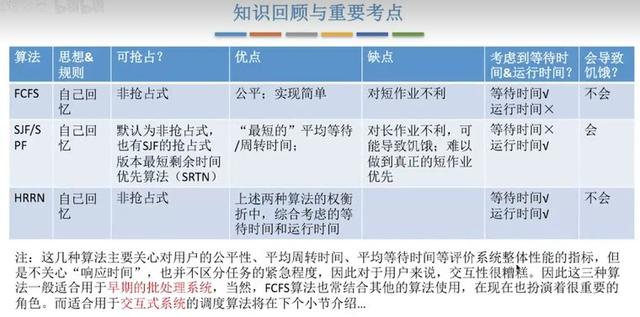 知识回顾与重要考点
算法 思想& 规则 可抢占？ 优点 缺点 考虑到等待时间&运行时间？ 会导致饥饿？
FCFS 自己回忆 非抢占式 公平；实现简单 对短作业不利 等待时间√ 运行时间× 不会
SJF/SPF 自己回忆 默认为非抢占式，也有SJF的抢占式版本最短剩余时间优先算法（SRTN） “最短的”平均等待/周转时间； 对长作业不利，可能导致饥饿；难以做到真正的短作业优先 等待时间× 运行时间√ 会
HRRN 自己回忆 非抢占式 上述两种算法的权衡折中，综合考虑的等待时间和运行时间 等待时间√ 运行时间√ 不会
注：这几种算法主要关心对用户的公平性、平均周转时间、平均等待时间等评价系统整体性能的指标，但
是不关心“响应时间”，也并不区分任务的紧急程度，因此对于用户来说，交互性很糟糕。因此这三种算
法一般适合用于早期的批处理系统，当然，FCFS算法也常结合其他的算法使用，在现在也扮演着很重要的
角色。而适合用于交互式系统的调度算法将在下个小节介绍...